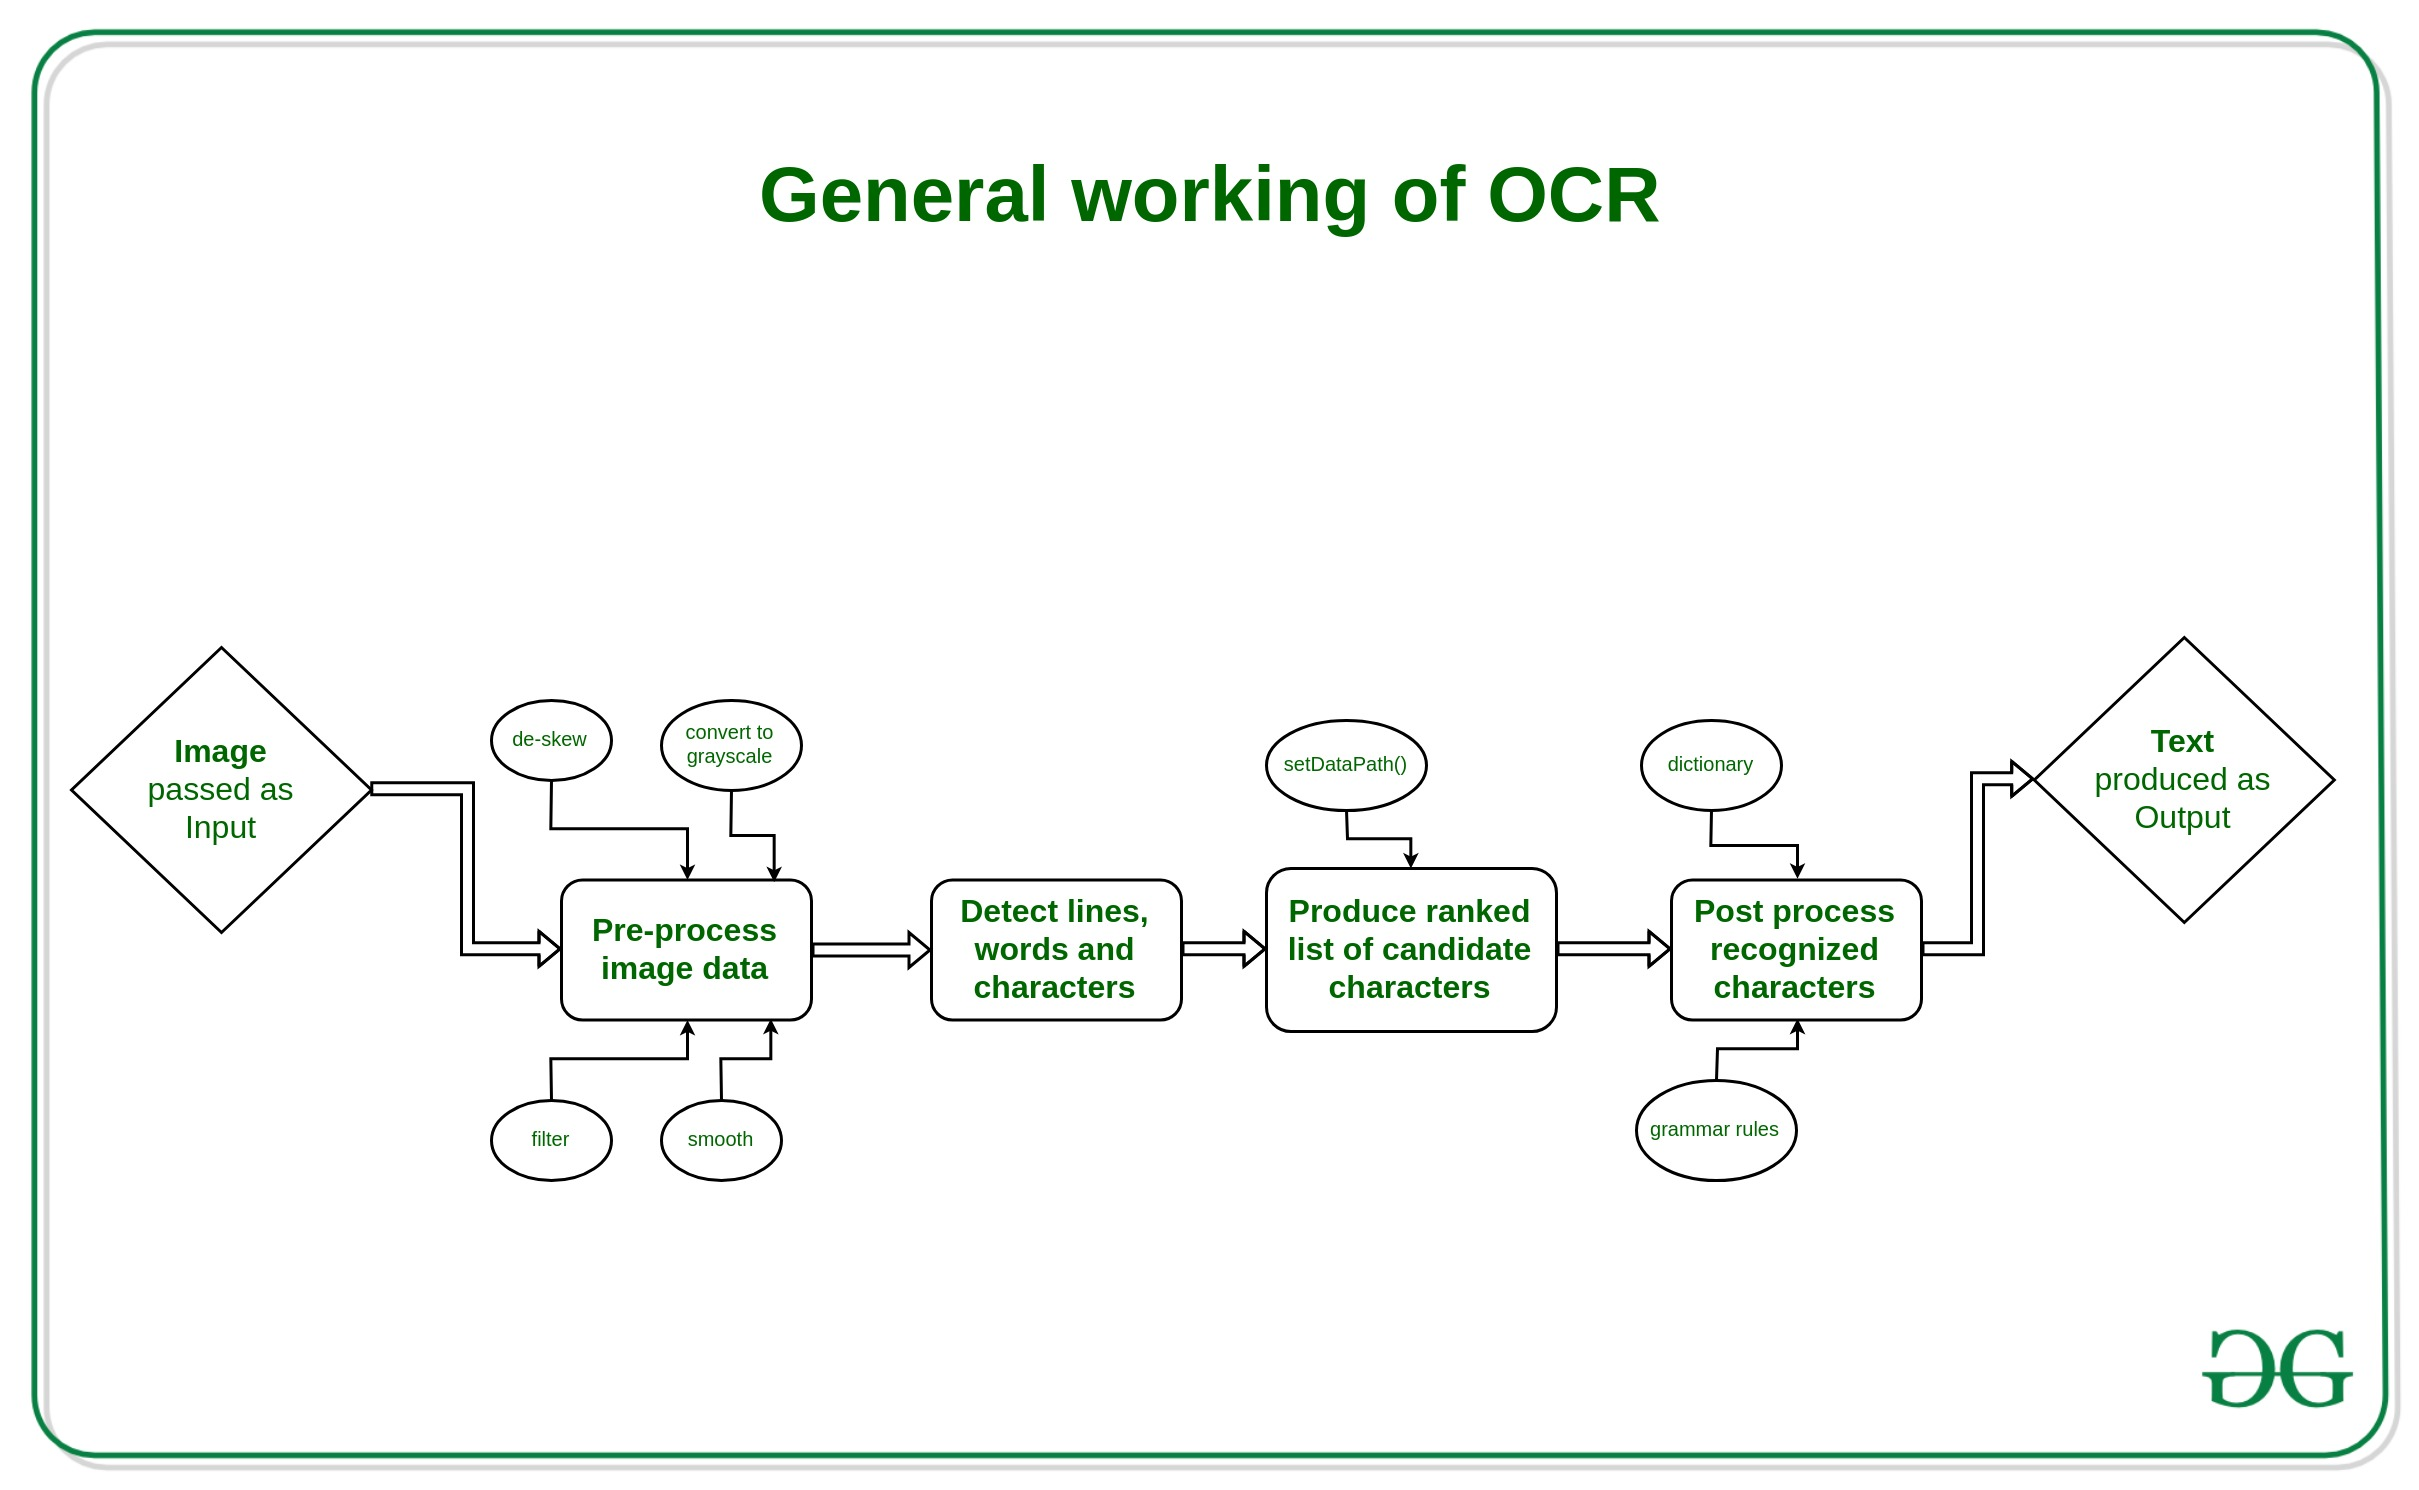 General working of OCR
Image
passed as
Input
de-skew
convert to
grayscale
Pre-process
image data
filter
smooth
Detect lines,
words and
characters
setDataPath()
Produce ranked
list of candidate
characters
dictionary
Post process
recognized
characters
grammar rules
Text
produced as
Output